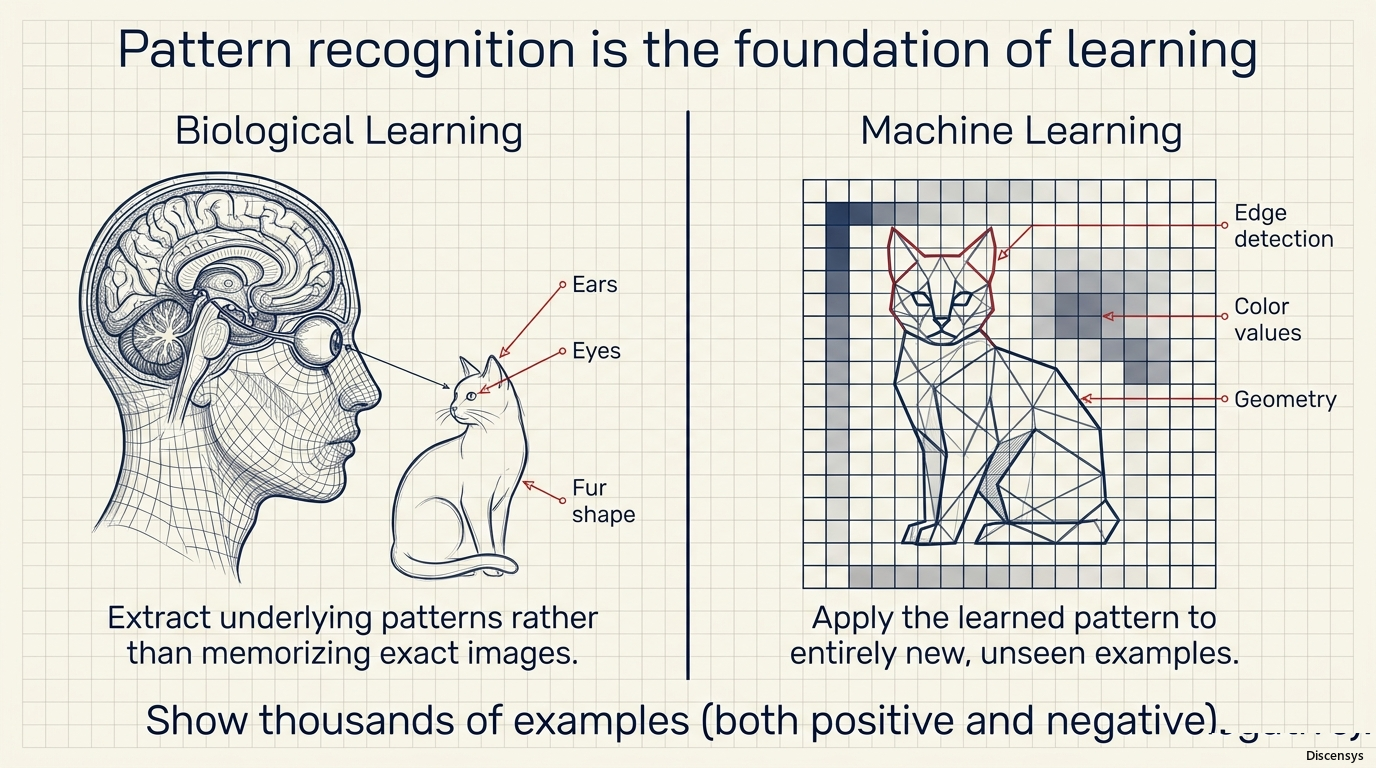 Pattern recognition is the foundation of learning
Biological Learning
Ears
Eyes
Fur
shape
Extract underlying patterns rather
than memorizing exact images.
Machine Learning
Edge
detection
Color
values
Geometry
Apply the learned pattern to
entirely new, unseen examples.
Show thousands of examples (both positive and negative).
Discensys